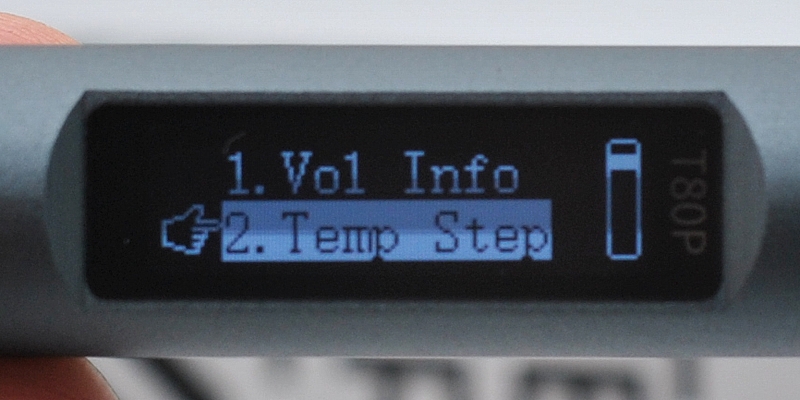 1.Vol Info
2.Temp Step
T80P